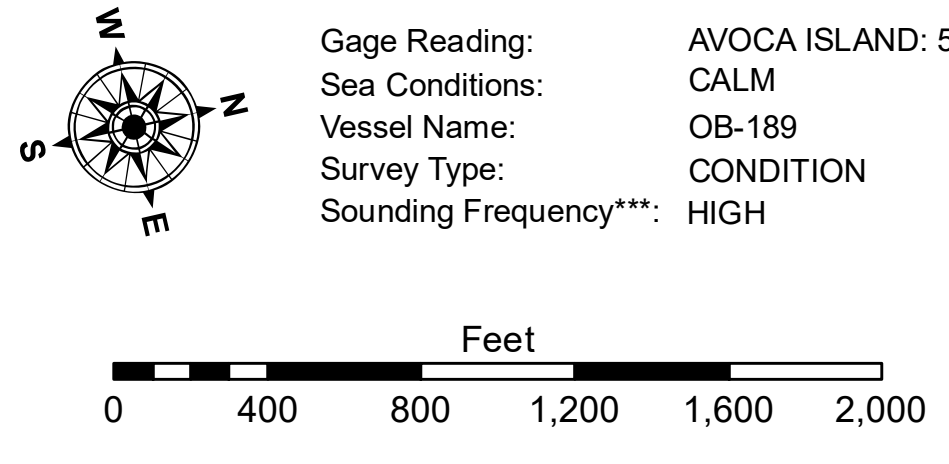 W
N
S
E
Gage Reading: AVOCA ISLAND: 5
Sea Conditions: CALM
Vessel Name: OB-189
Survey Type: CONDITION
Sounding Frequency***: HIGH
Feet
0 400 800 1,200 1,600 2,000